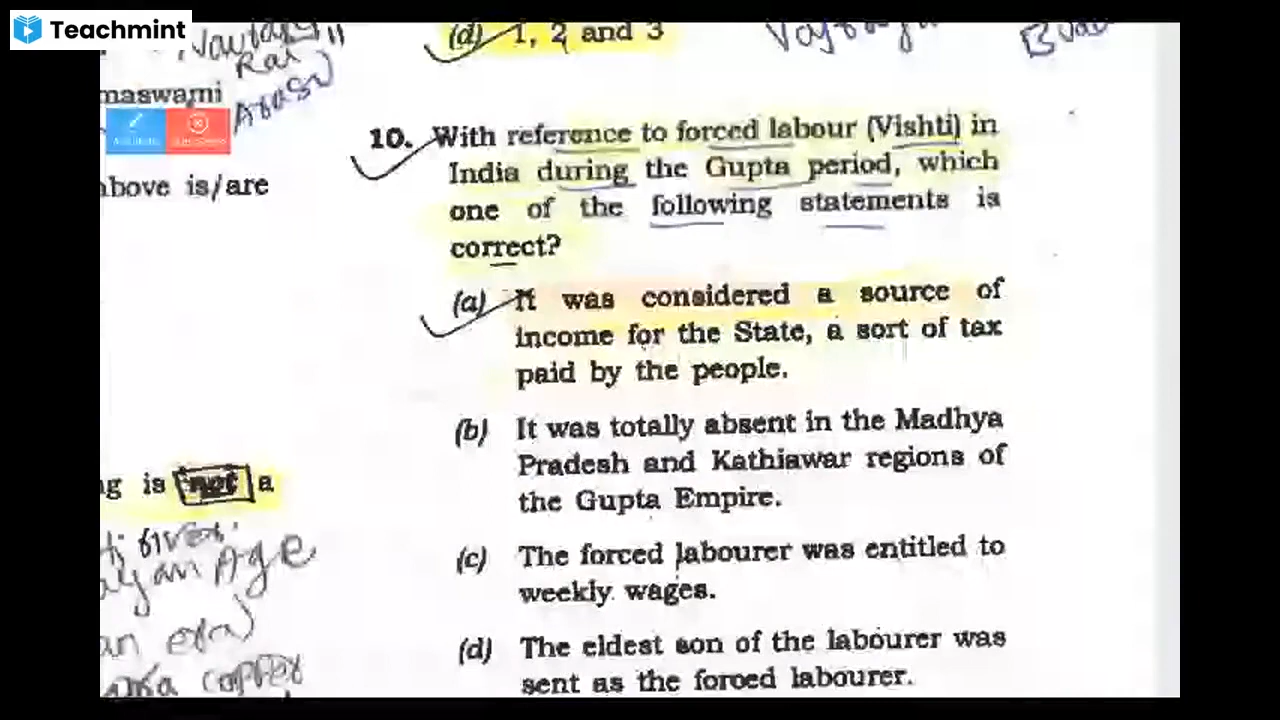 Teachmint
(d) 1, 2 and 3
Rai
maswami
10. With reference to forced labour (Vishti) in
India during the Gupta period, which
above is/are
one of the following statements is
correct?
(a) It was considered a source of
income for the State, a sort of tax
paid by the people.
(b) It was totally absent in the Madhya
Pradesh and Kathiawar regions of
the Gupta Empire.
g is not a
(c) The forced labourer was entitled to
weekly wages.
Age
(d) The eldest son of the labourer was
sent as the forced labourer.